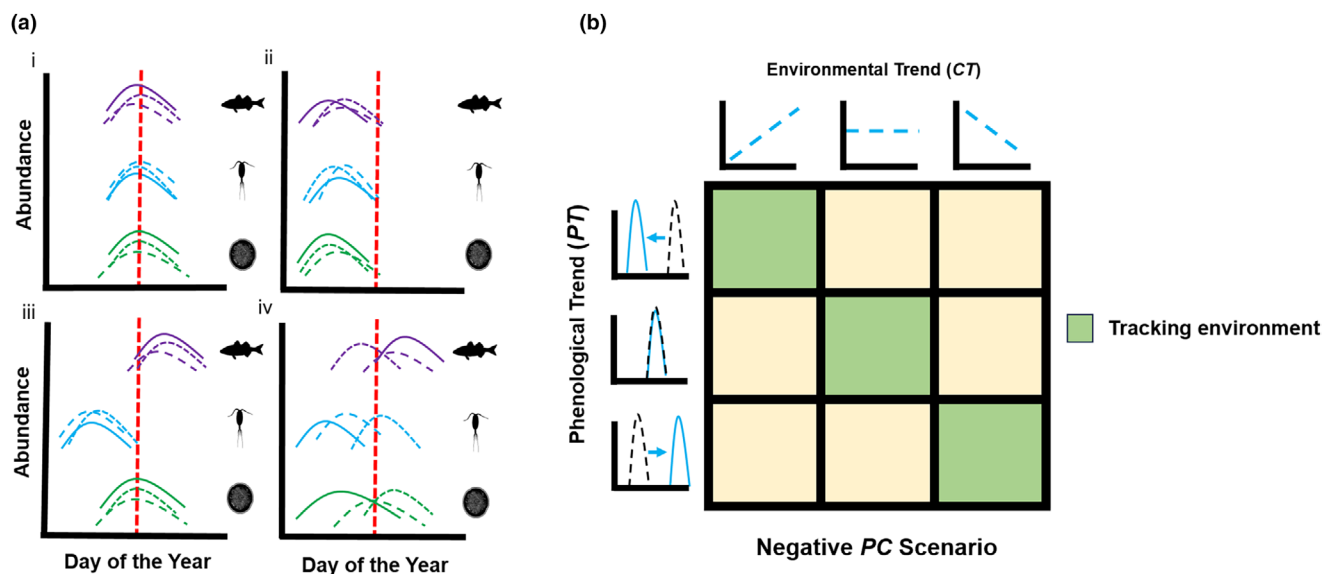 (a)
i
ii
Abundance
iii
iv
Abundance
Day of the Year
Day of the Year
(b)
Environmental Trend (CT)
Phenological Trend (PT)
Tracking environment
Negative PC Scenario